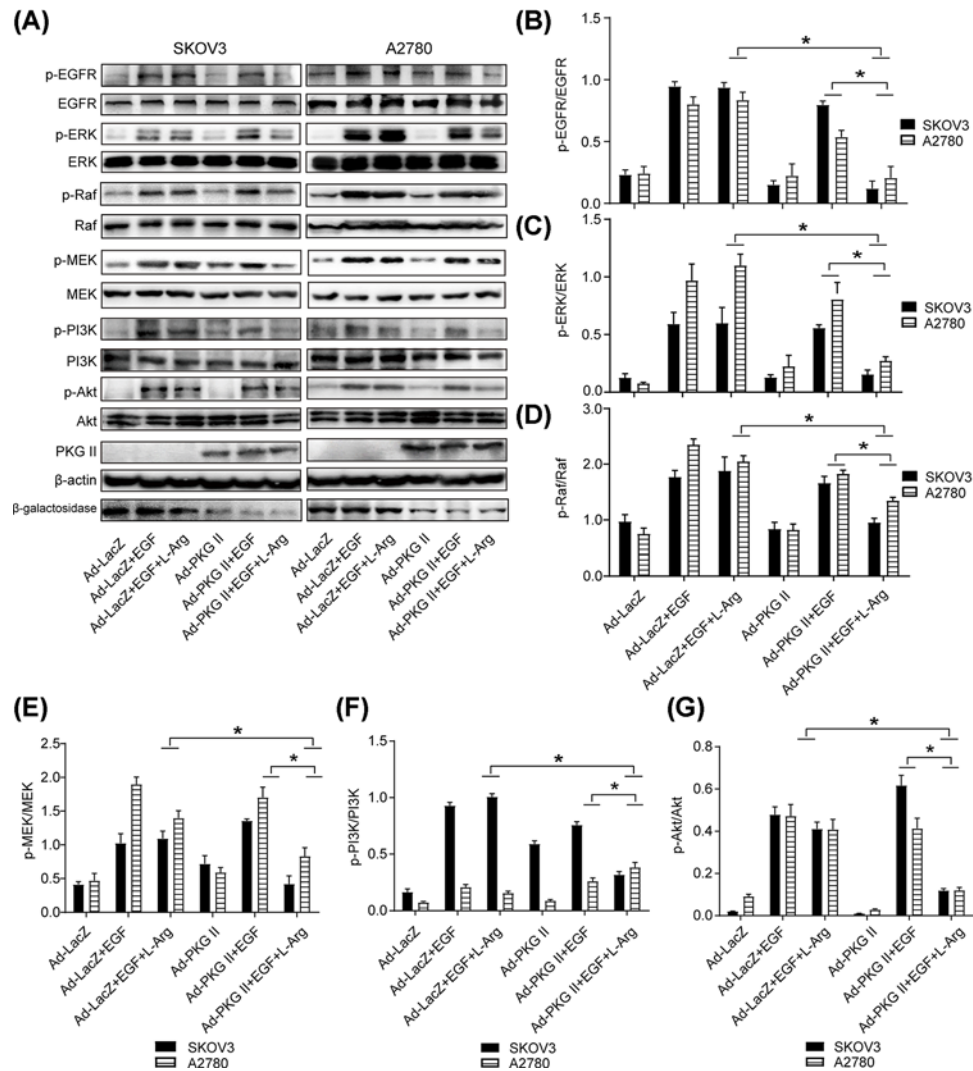 (A)
SKOV3 A2780
p-EGFR
EGFR
p-ERK
ERK
p-Raf
Raf
p-MEK
MEK
p-PI3K
PI3K
p-Akt
Akt
PKG II
β-actin
β-galactosidase
Ad-LacZ
Ad-LacZ+EGF
Ad-LacZ+EGF+L-Arg
Ad-PKG II
Ad-PKG II+EGF
Ad-PKG II+EGF+L-Arg
Ad-LacZ
Ad-LacZ+EGF
Ad-LacZ+EGF+L-Arg
Ad-PKG II
Ad-PKG II+EGF
Ad-PKG II+EGF+L-Arg
(B)
p-EGFR/EGFR
1.5
1.0
0.5
0.0
*
*
SKOV3
A2780
(C)
p-ERK/ERK
1.5
1.0
0.5
0.0
*
*
SKOV3
A2780
(D)
p-Raf/Raf
3.0
2.0
1.0
0.0
*
*
SKOV3
A2780
Ad-LacZ
Ad-LacZ+EGF
Ad-LacZ+EGF+L-Arg
Ad-PKG II
Ad-PKG II+EGF
Ad-PKG II+EGF+L-Arg
(E)
p-MEK/MEK
2.5
2.0
1.5
1.0
0.5
0.0
*
*
Ad-LacZ
Ad-LacZ+EGF
Ad-LacZ+EGF+L-Arg
Ad-PKG II
Ad-PKG II+EGF
Ad-PKG II+EGF+L-Arg
SKOV3
A2780
(F)
p-PI3K/PI3K
1.5
1.0
0.5
0.0
*
*
Ad-LacZ
Ad-LacZ+EGF
Ad-LacZ+EGF+L-Arg
Ad-PKG II
Ad-PKG II+EGF
Ad-PKG II+EGF+L-Arg
SKOV3
A2780
(G)
p-Akt/Akt
0.8
0.6
0.4
0.2
0.0
*
*
Ad-LacZ
Ad-LacZ+EGF
Ad-LacZ+EGF+L-Arg
Ad-PKG II
Ad-PKG II+EGF
Ad-PKG II+EGF+L-Arg
SKOV3
A2780